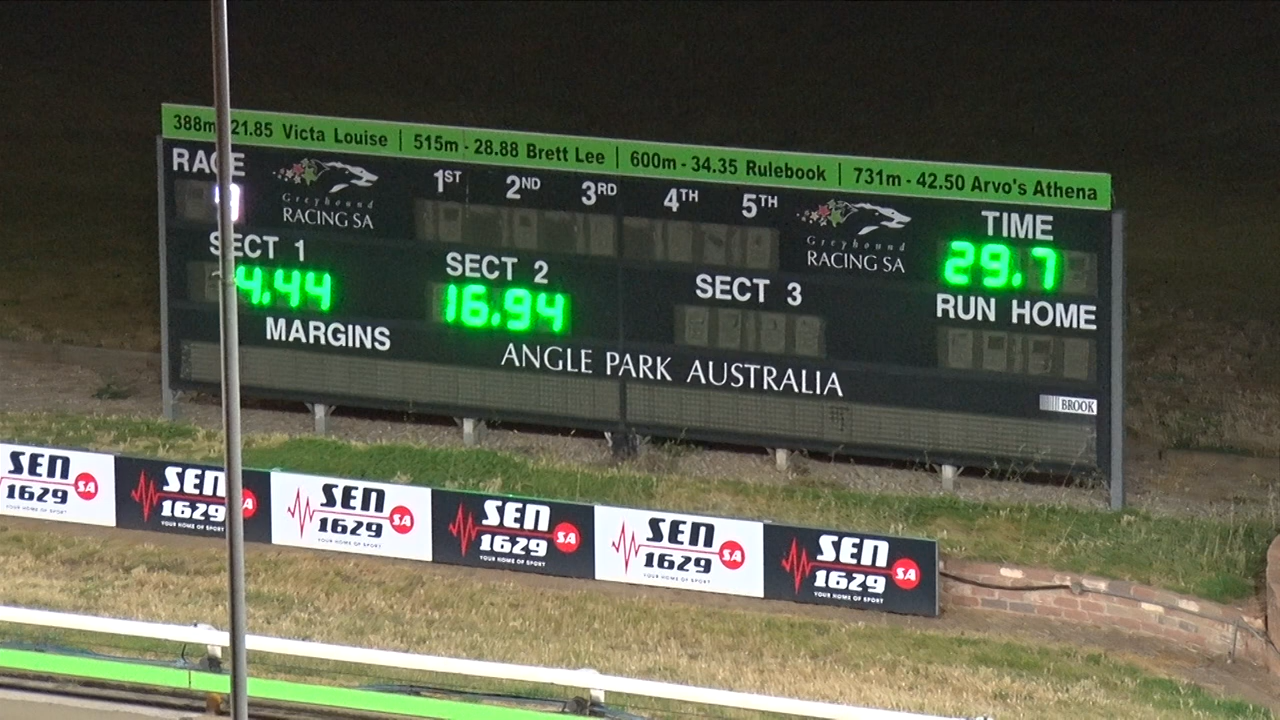 388m 21.85 Victa Louise | 515m - 28.88 Brett Lee | 600m - 34.35 Rulebook | 731m - 42.50 Arvo's Athena
RACE
Greyhound
RACING SA
1ST 2ND 3RD 4TH 5TH
Greyhound
RACING SA
TIME
29.7
SECT 1
4.44
SECT 2
16.94
SECT 3
RUN HOME
MARGINS
ANGLE PARK AUSTRALIA
BROOK
SEN
1629 SA
YOUR HOME OF SPORT
SEN
1629 SA
YOUR HOME OF SPORT
SEN
1629 SA
YOUR HOME OF SPORT
SEN
1629 SA
YOUR HOME OF SPORT
SEN
1629 SA
YOUR HOME OF SPORT
SEN
1629 SA
YOUR HOME OF SPORT